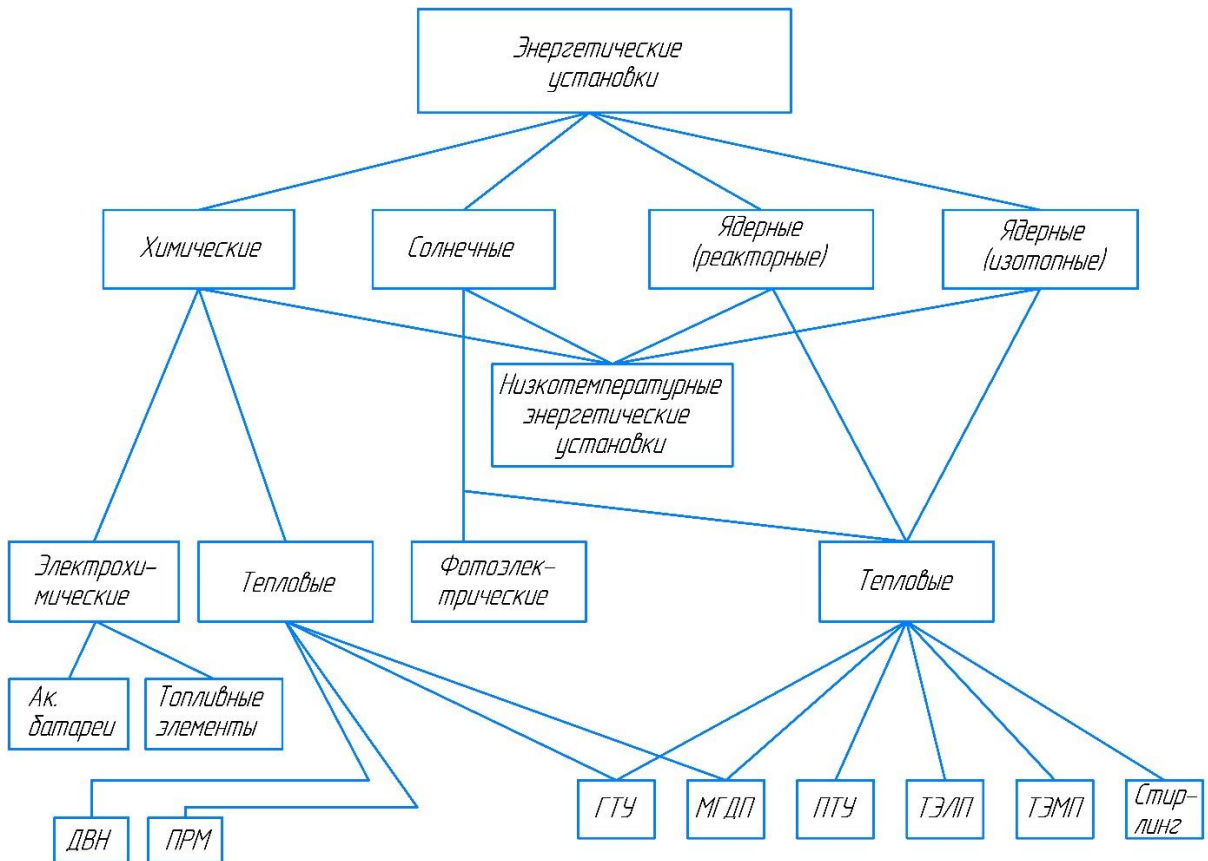 Энергетические
установки
Химические
Солнечные
Ядерные
(реакторные)
Ядерные
(изотопные)
Низкотемпературные
энергетические
установки
Электрохи-
мические
Тепловые
Фотоэлек-
трические
Тепловые
Ак.
батареи
Топливные
элементы
ГТУ
МГДП
ПТУ
ТЭЛП
ТЭМП
Стир-
линг
ДВН
ПРМ